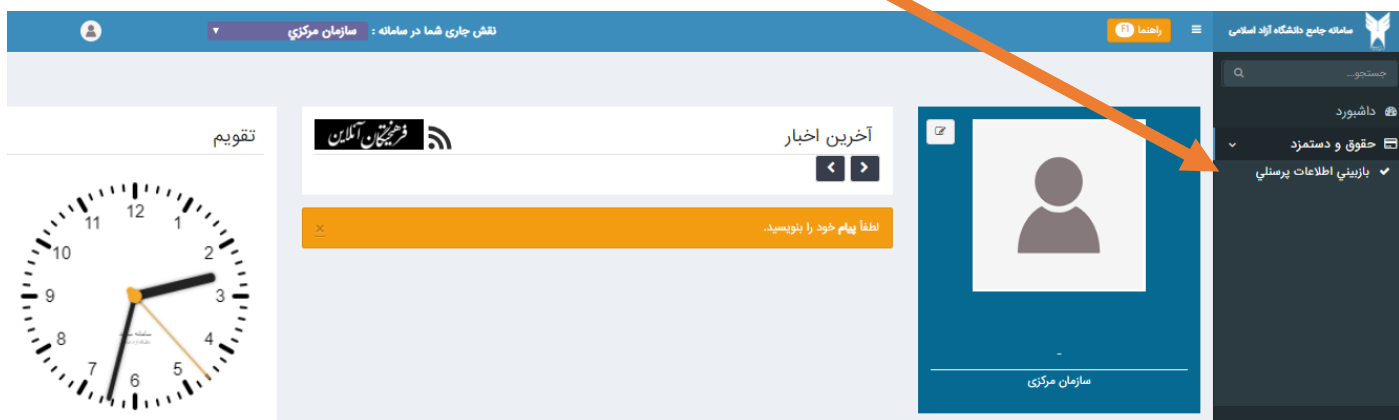 سامانه جامع دانشگاه آزاد اسلامی
راهنما F1
نقش جاری شما در سامانه : سازمان مرکزي
جستجو...
داشبورد
حقوق و دستمزد
بازبيني اطلاعات پرسنلي
-
سازمان مرکزی
آخرین اخبار
فرهیختگان آنلاین
لطفاً پیام خود را بنویسید.
×
تقویم
12
1
2
3
4
5
6
7
8
9
10
11